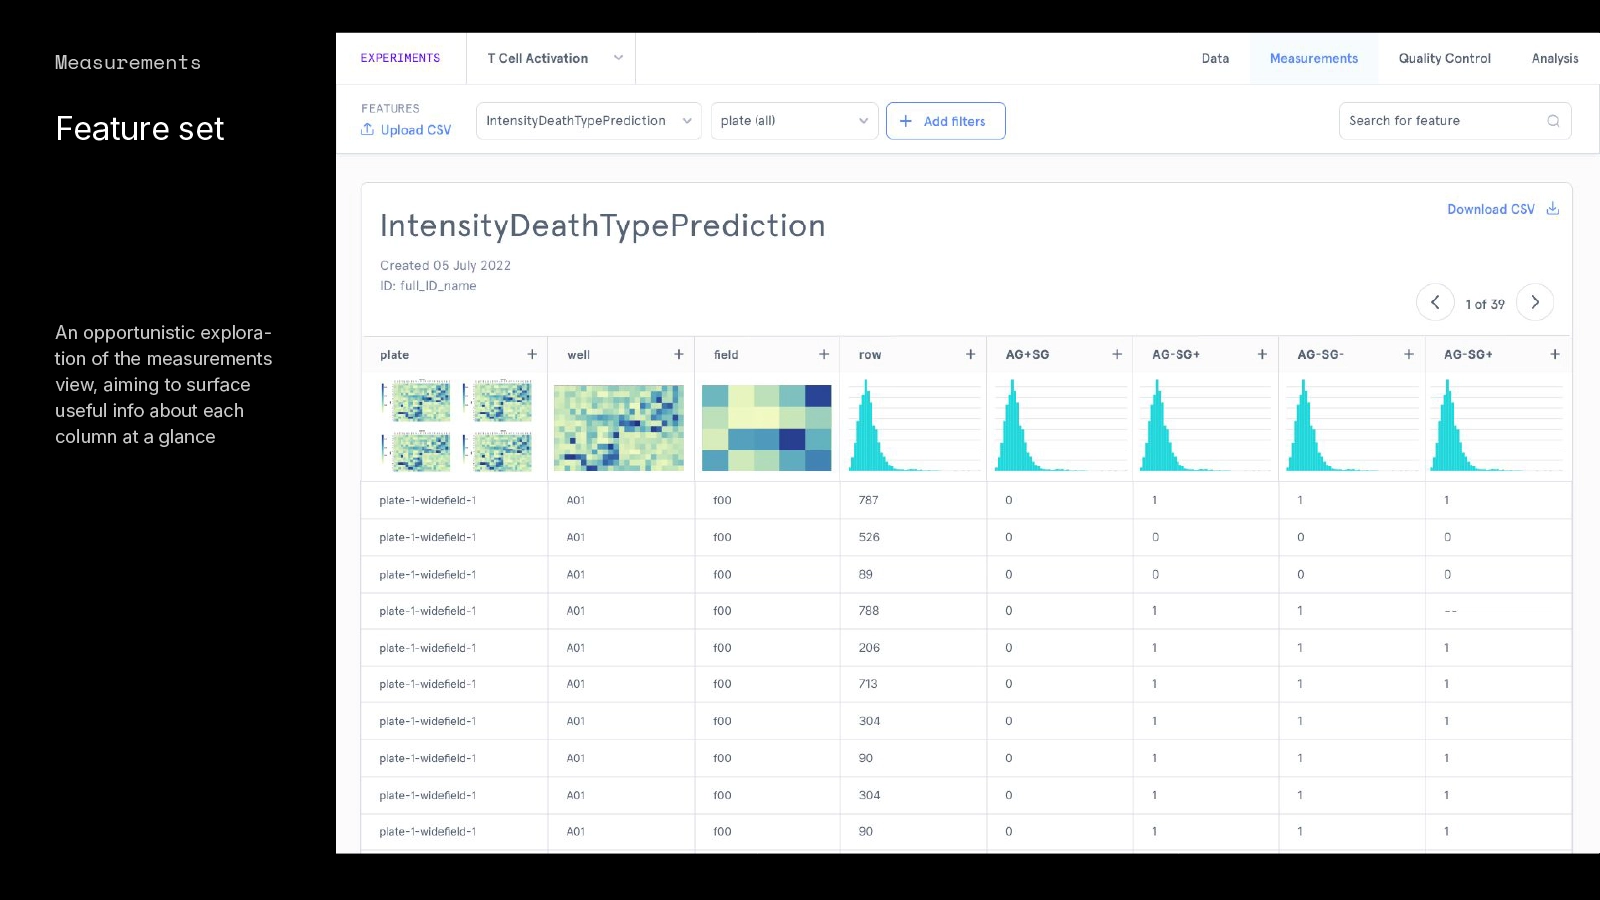 Measurements
Feature set
An opportunistic explora-
tion of the measurements
view, aiming to surface
useful info about each
column at a glance
EXPERIMENTS T Cell Activation Data Measurements Quality Control Analysis
FEATURES
Upload CSV IntensityDeathTypePrediction plate (all) Add filters Search for feature
IntensityDeathTypePrediction
Download CSV
Created 05 July 2022
ID: full_ID_name
1 of 39
plate well field row AG+SG AG-SG+ AG-SG- AG-SG+
plate-1-widefield-1 A01 f00 787 0 1 1 1
plate-1-widefield-1 A01 f00 526 0 0 0 0
plate-1-widefield-1 A01 f00 89 0 0 0 0
plate-1-widefield-1 A01 f00 788 0 1 1 --
plate-1-widefield-1 A01 f00 206 0 1 1 1
plate-1-widefield-1 A01 f00 713 0 1 1 1
plate-1-widefield-1 A01 f00 304 0 1 1 1
plate-1-widefield-1 A01 f00 90 0 1 1 1
plate-1-widefield-1 A01 f00 304 0 1 1 1
plate-1-widefield-1 A01 f00 90 0 1 1 1